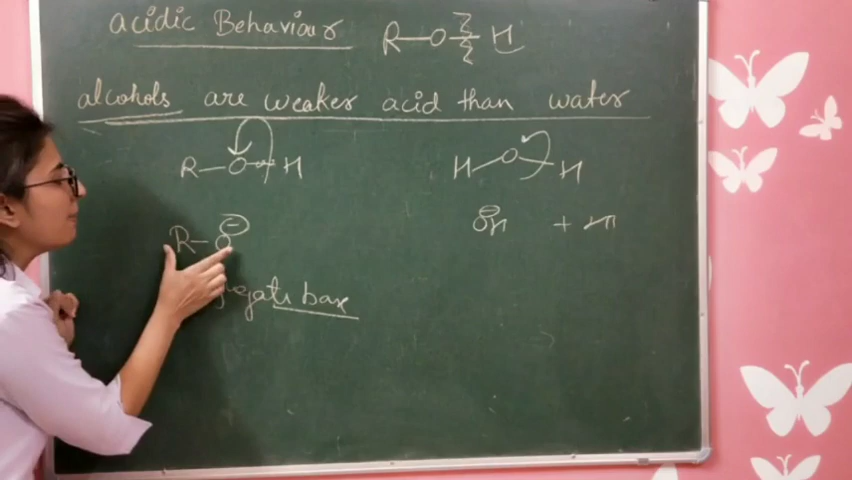 acidic Behaviour R—O—H
alcohols are weaker acid than water
R—O—H H—O—H
R—O⊖ ⊖OH + H
base